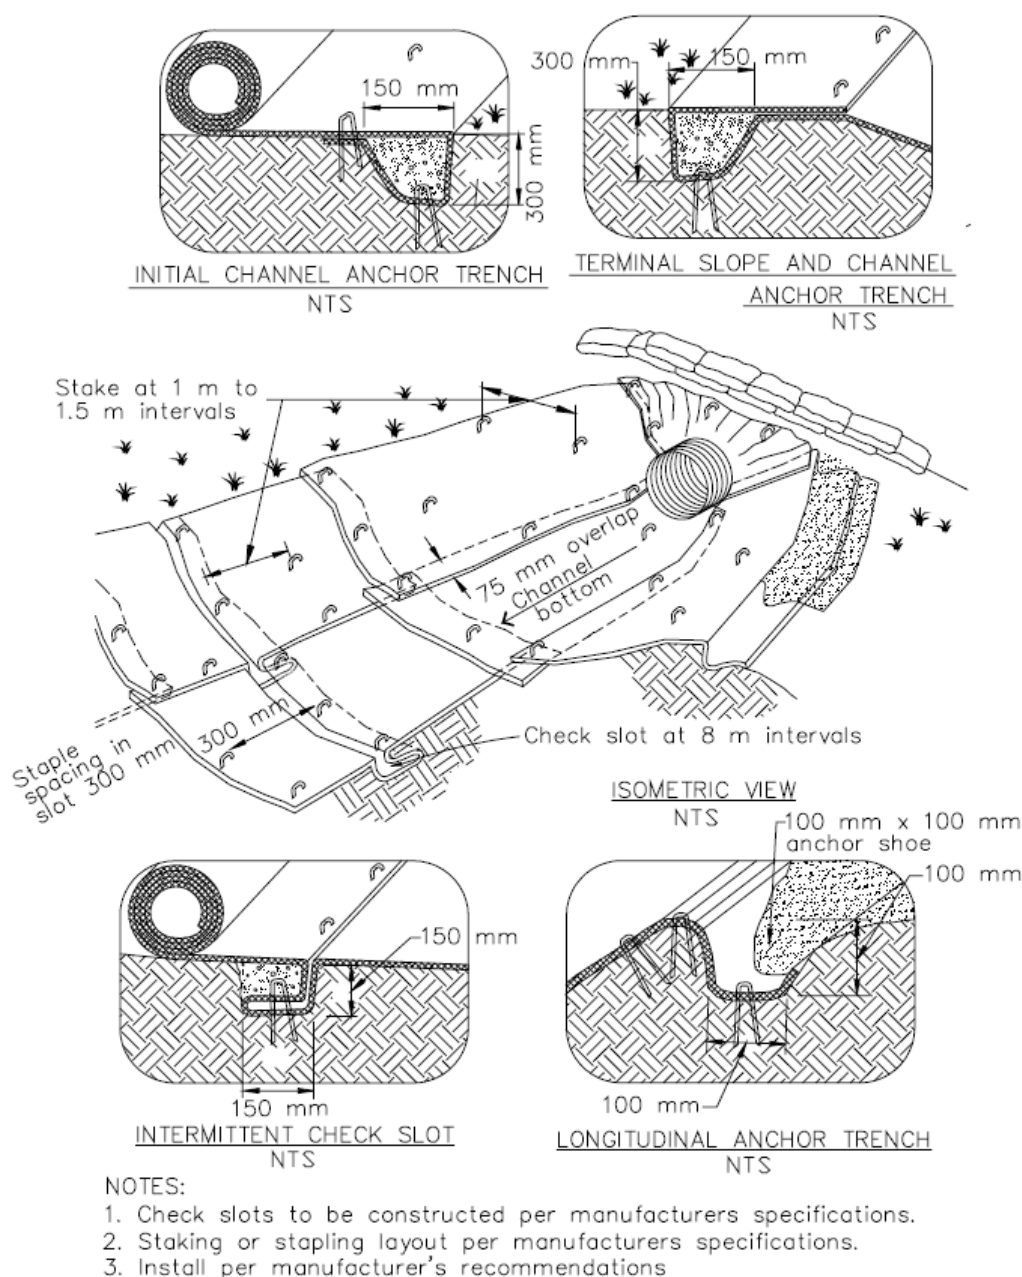 150 mm
300 mm
INITIAL CHANNEL ANCHOR TRENCH
NTS
300 mm
150 mm
TERMINAL SLOPE AND CHANNEL
ANCHOR TRENCH
NTS
Stake at 1 m to
1.5 m intervals
75 mm overlap
Channel
bottom
300 mm
Staple
spacing in
slot 300 mm
Check slot at 8 m intervals
ISOMETRIC VIEW
NTS
150 mm
150 mm
INTERMITTENT CHECK SLOT
NTS
100 mm x 100 mm
anchor shoe
100 mm
100 mm
LONGITUDINAL ANCHOR TRENCH
NTS
NOTES:
1. Check slots to be constructed per manufacturers specifications.
2. Staking or stapling layout per manufacturers specifications.
3. Install per manufacturer's recommendations